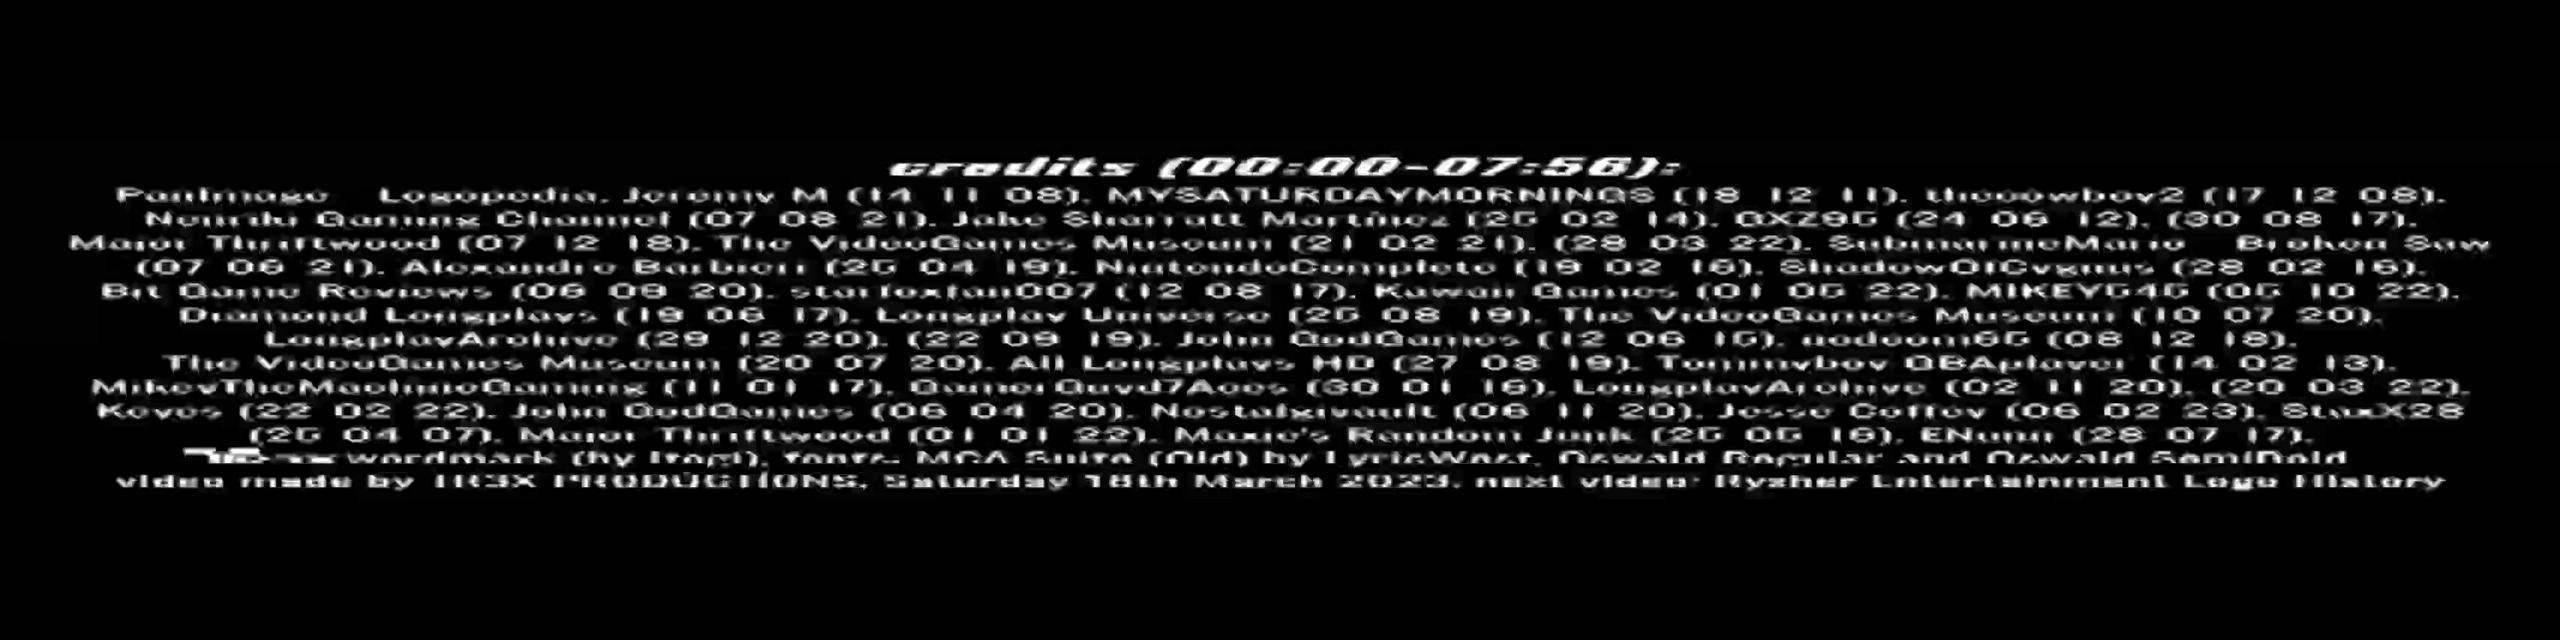 credits (00:00-07:56):
PanImage Logopedia, Jeremy M (14 11 08), MYSATURDAYMORNINGS (18 12 11), thecowboy2 (17 12 08),
Gaming Channel (07 08 21), Jake Sharratt Martinez (25 02 14), GXZ95 (24 06 12), (30 08 17),
Major Thriftwood (07 12 18), The VideoGames Museum (21 02 21), (28 03 22), SubmarineMario Broken Saw
(07 06 21), Alexandre Barbieri (25 04 19), NintendoComplete (19 02 16), ShadowOfCygnus (28 02 16),
Bit Game Reviews (06 09 20), starfoxfan007 (12 08 17), Kawaii Games (01 05 22), MIKEY545 (05 10 22),
Diamond Longplays (19 06 17), Longplay Universe (25 08 19), The VideoGames Museum (10 07 20),
LongplayArchive (29 12 20), (22 09 19), John GodGames (12 06 15), (08 12 18),
The VideoGames Museum (20 07 20), All Longplays HD (27 08 19), Tommyboy GBAplayer (14 02 13),
MikeyTheMachineGaming (11 01 17), (30 01 16), LongplayArchive (02 11 20), (20 03 22),
Keyes (22 02 22), John GodGames (06 04 20), Nostalgivault (06 11 20), Jesse Coffey (06 02 23), StuxX28
(25 04 07), Major Thriftwood (01 01 22), Maxie's Random Junk (25 05 16), ENunn (28 07 17),
wordmark (by fonts- MCA Suite (Old) by LyricWest, Oswald Regular and Oswald SemiBold
video made by TR3X PRODUCTIONS, Saturday 18th March 2023, next video: Rysher Entertainment Logo History